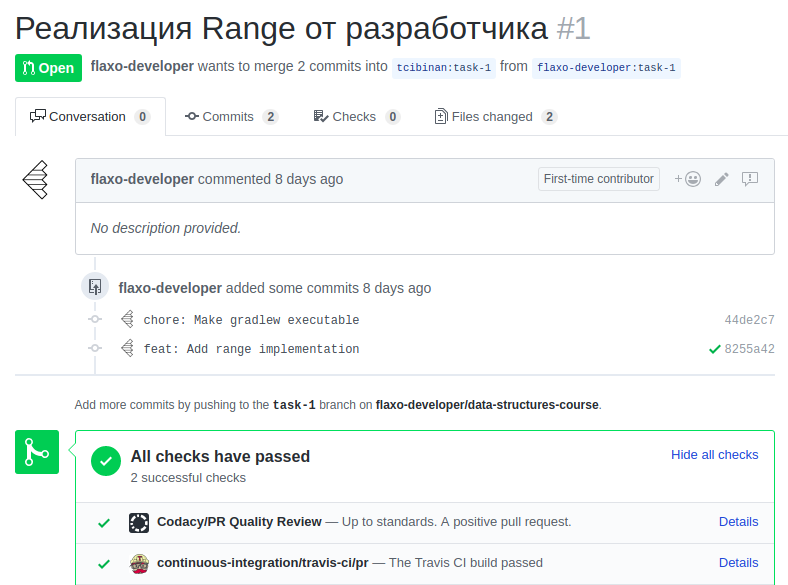 Реализация Range от разработчика #1
Open flaxo-developer wants to merge 2 commits into tcibinan:task-1 from flaxo-developer:task-1
Conversation 0 Commits 2 Checks 0 Files changed 2
flaxo-developer commented 8 days ago First-time contributor +
No description provided.
flaxo-developer added some commits 8 days ago
chore: Make gradlew executable 44de2c7
feat: Add range implementation 8255a42
Add more commits by pushing to the task-1 branch on flaxo-developer/data-structures-course.
All checks have passed Hide all checks
2 successful checks
Codacy/PR Quality Review — Up to standards. A positive pull request. Details
continuous-integration/travis-ci/pr — The Travis CI build passed Details